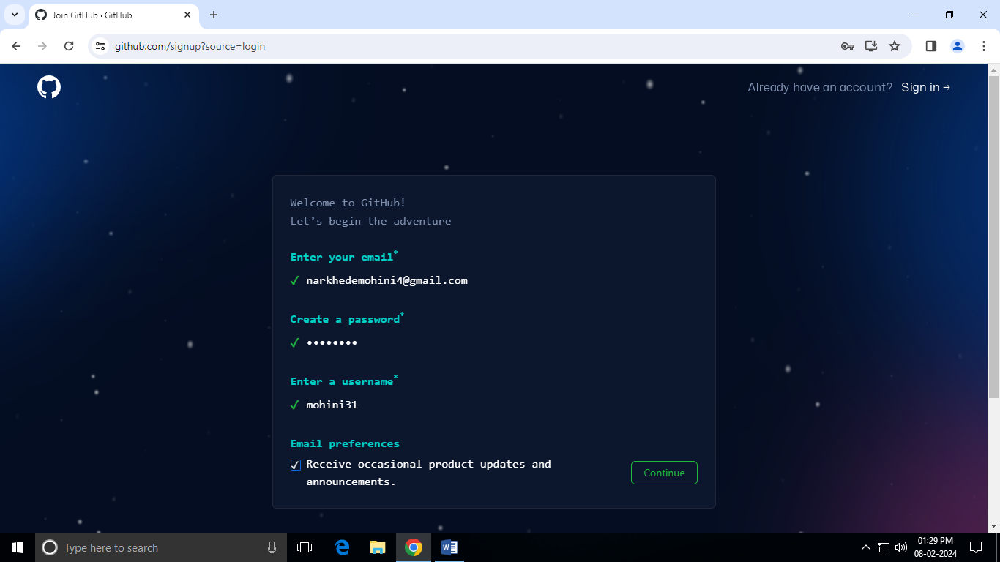 Join GitHub · GitHub
github.com/signup?source=login
Already have an account? Sign in →
Welcome to GitHub!
Let’s begin the adventure
Enter your email*
✓ narkhedemohini4@gmail.com
Create a password*
✓ ••••••••
Enter a username*
✓ mohini31
Email preferences
Receive occasional product updates and
announcements.
Continue
Type here to search
01:29 PM
08-02-2024